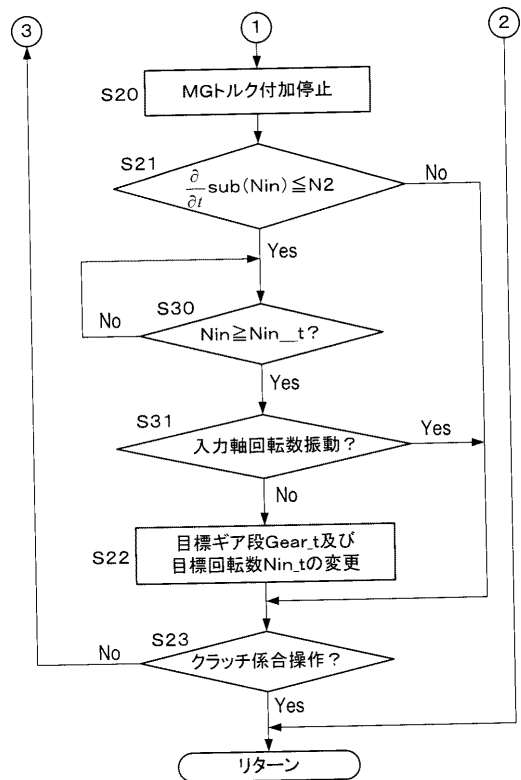 ③ ① ②
S20 MGトルク付加停止
S21
∂/∂t sub(Nin)≦N2
No
Yes
S30
No
Nin≧Nin__t?
Yes
S31
入力軸回転数振動?
Yes
No
S22
目標ギア段Gear_t及び
目標回転数Nin_tの変更
S23
No
クラッチ係合操作?
Yes
リターン